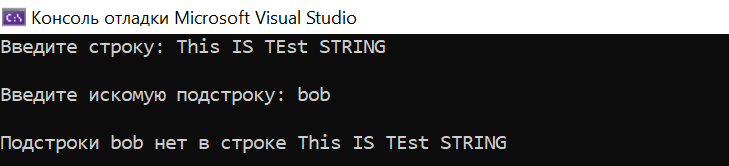 Консоль отладки Microsoft Visual Studio
Введите строку: This IS TEst STRING
Введите искомую подстроку: bob
Подстроки bob нет в строке This IS TEst STRING